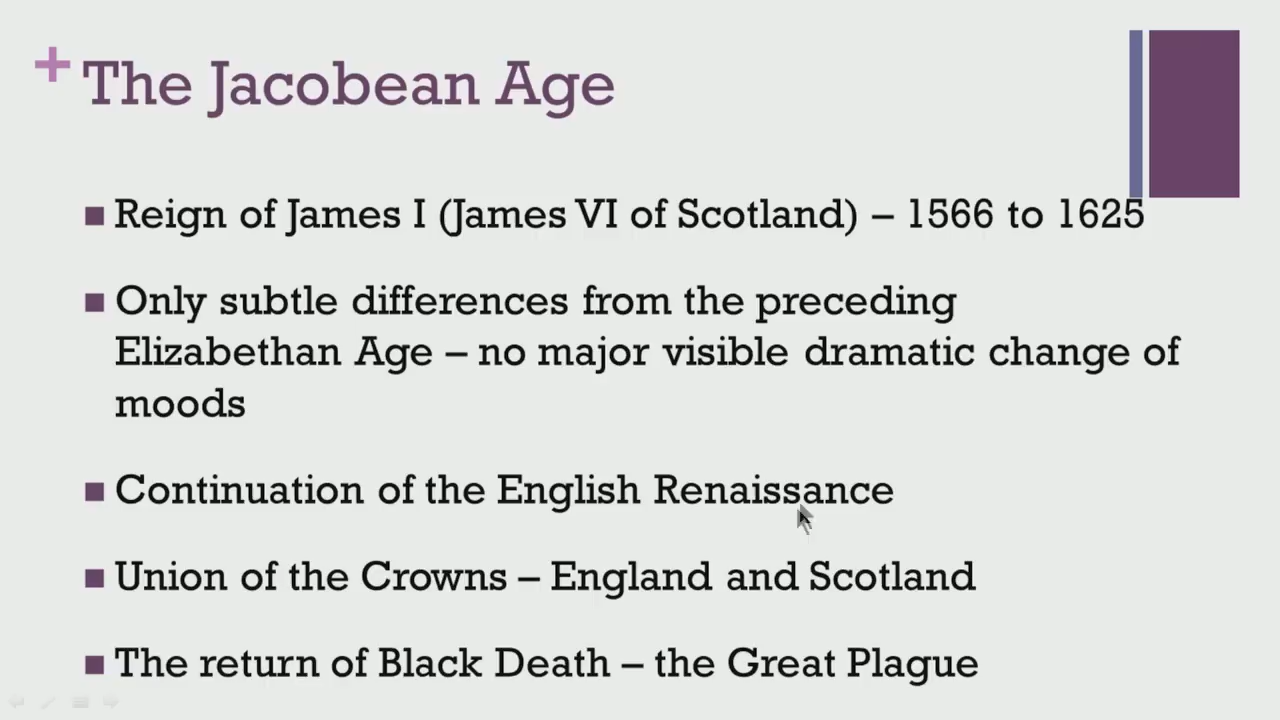 + The Jacobean Age
■ Reign of James I (James VI of Scotland) – 1566 to 1625
■ Only subtle differences from the preceding
Elizabethan Age – no major visible dramatic change of
moods
■ Continuation of the English Renaissance
■ Union of the Crowns – England and Scotland
■ The return of Black Death – the Great Plague